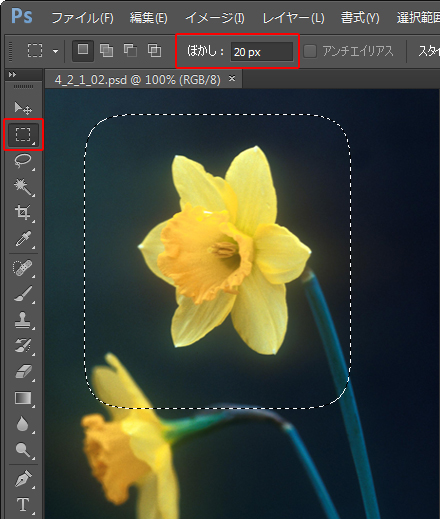 Ps ファイル(F) 編集(E) イメージ(I) レイヤー(L) 書式(Y) 選択範囲
ぼかし : 20 px アンチエイリアス スタイ
4_2_1_02.psd @ 100% (RGB/8) ×
T